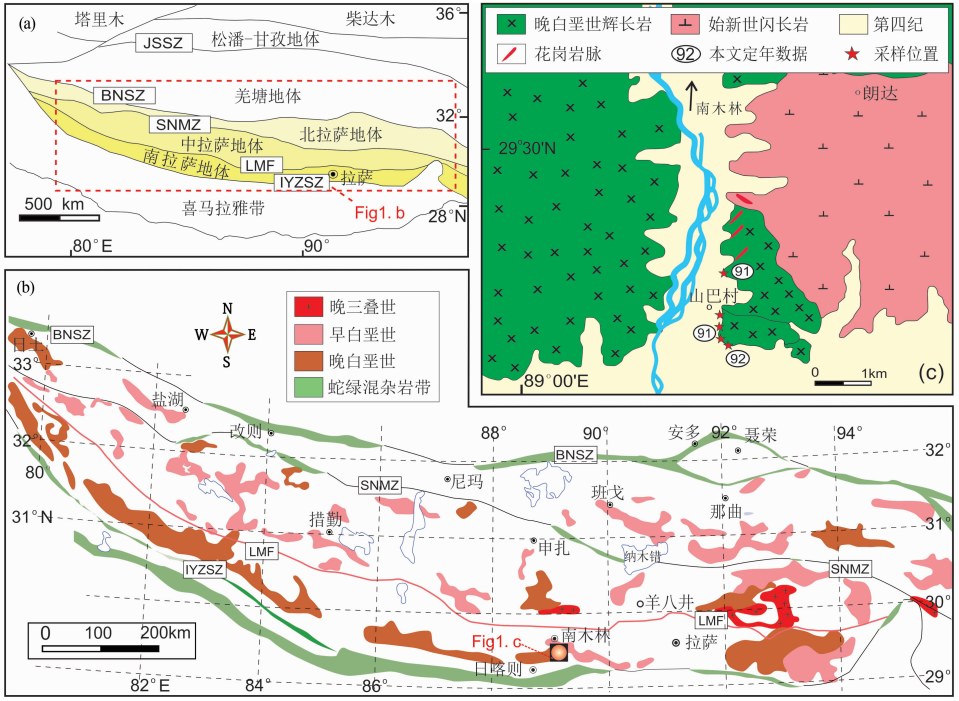 (a)
塔里木
柴达木
36°
松潘-甘孜地体
JSSZ
BNSZ
羌塘地体
32°
SNMZ
北拉萨地体
中拉萨地体
南拉萨地体
LMF
拉萨
IYZSZ
500 km
Fig1. b
喜马拉雅带
28°N
80°E
90°
晚白垩世辉长岩
始新世闪长岩
第四纪
花岗岩脉
92
本文定年数据
采样位置
南木林
朗达
29°30'N
91
山巴村
91
92
89°00'E
0
1km
(c)
(b)
N
W
E
S
晚三叠世
早白垩世
晚白垩世
蛇绿混杂岩带
BNSZ
日土
33°
盐湖
改则
32°
80°
31°N
88°
90°
92°
94°
安多
聂荣
BNSZ
32°
SNMZ
尼玛
班戈
那曲
措勤
31°
申扎
纳木错
LMF
SNMZ
IYZSZ
羊八井
30°
LMF
0
100
200km
Fig1. c
南木林
拉萨
日喀则
29°
82°E
84°
86°